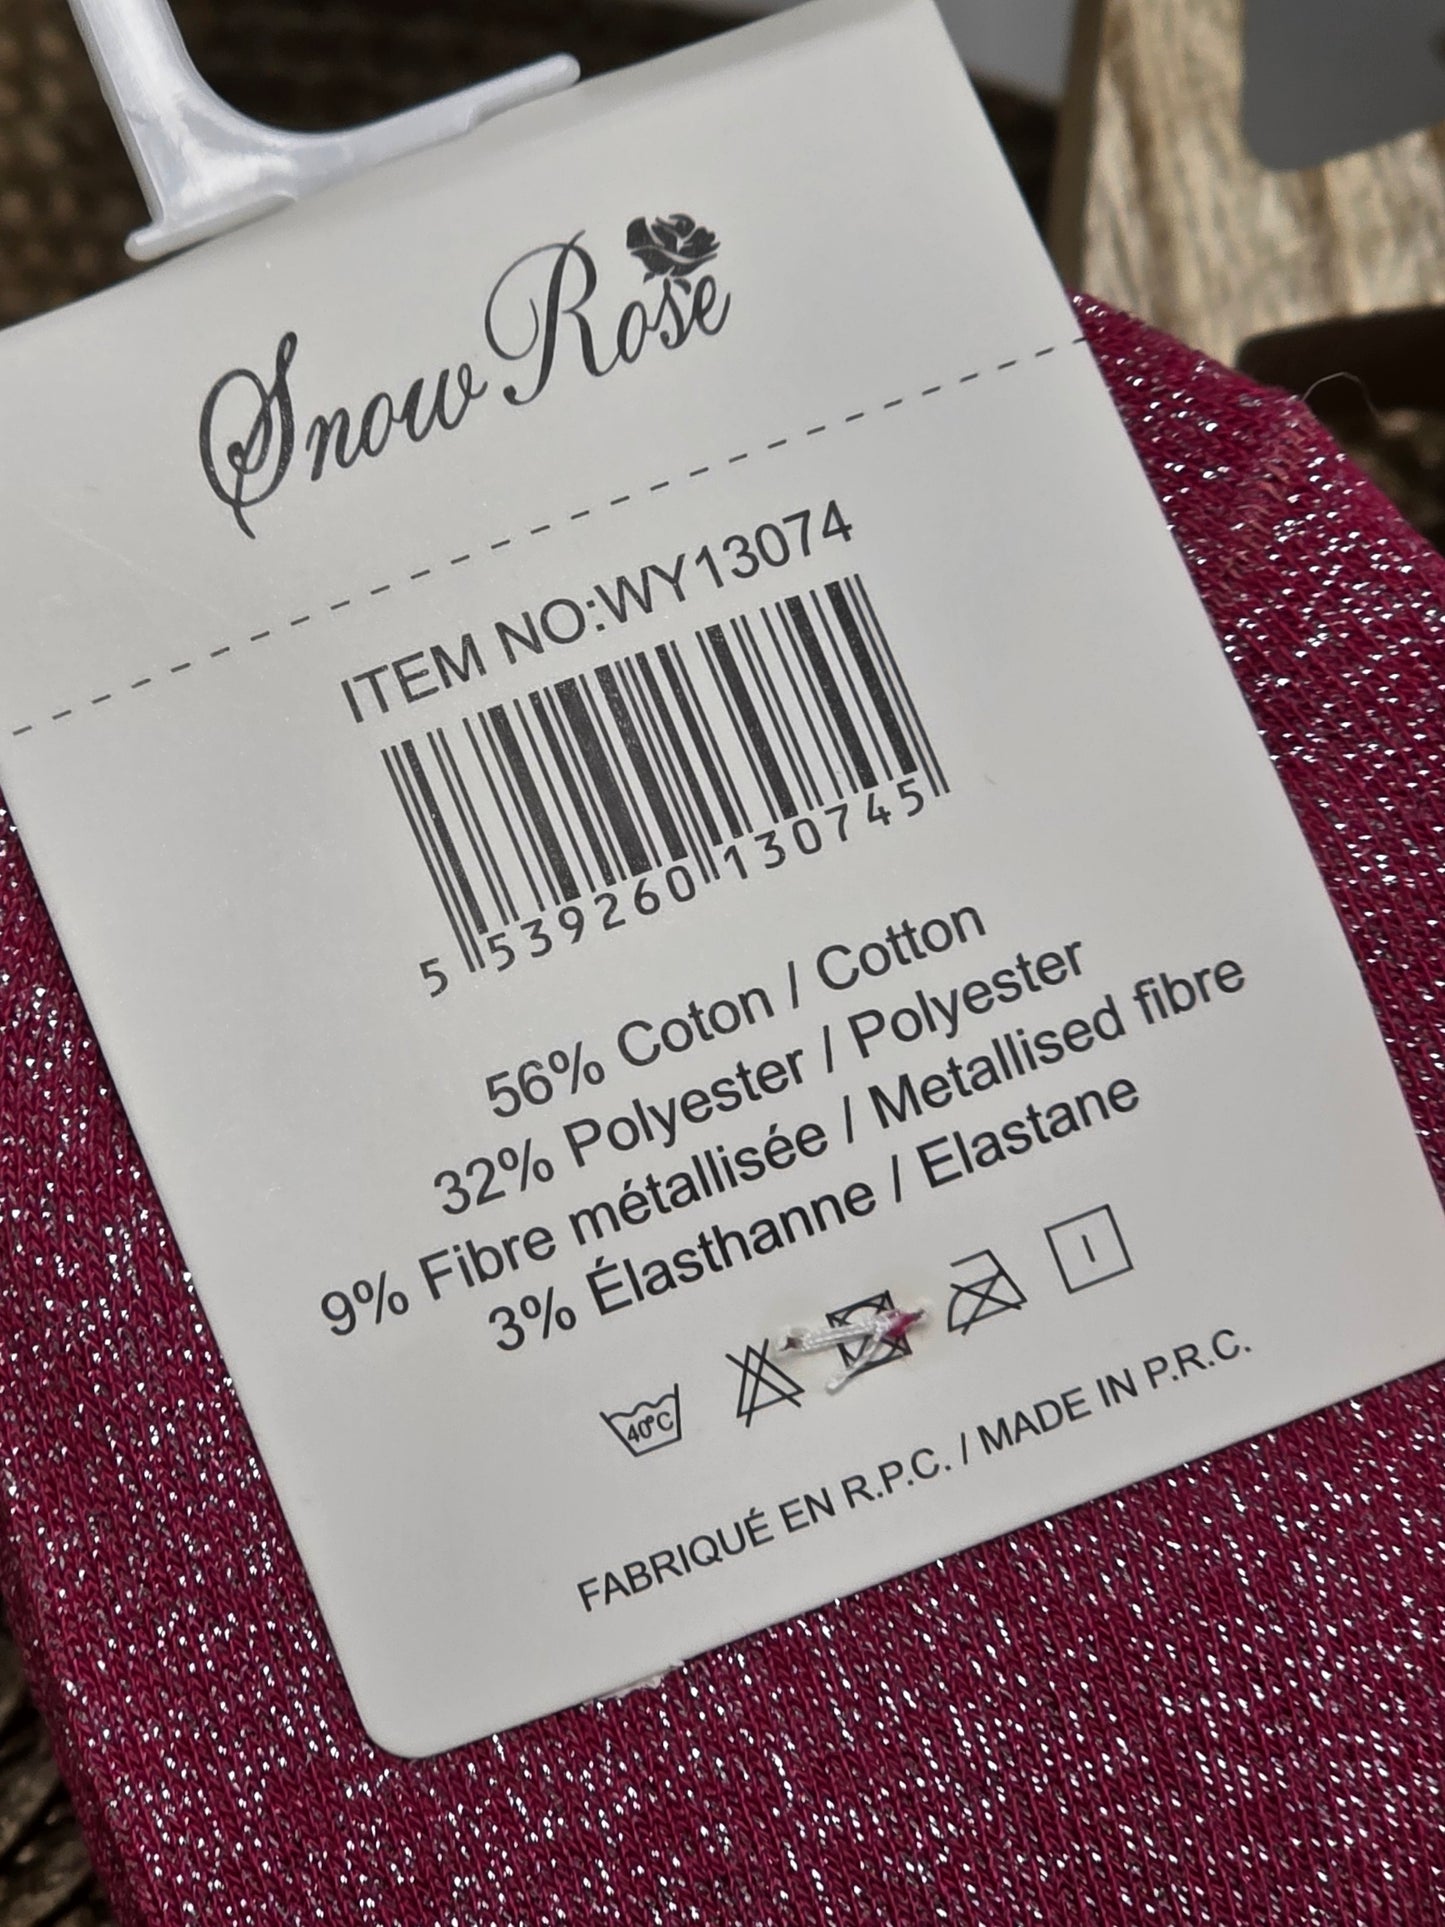 Snow Rose
ITEM NO:WY13074
5 539260 130745
56% Coton / Cotton
32% Polyester / Polyester
9% Fibre métallisée / Metallised fibre
3% Élasthanne / Elastane
40°C
FABRIQUÉ EN R.P.C. / MADE IN P.R.C.